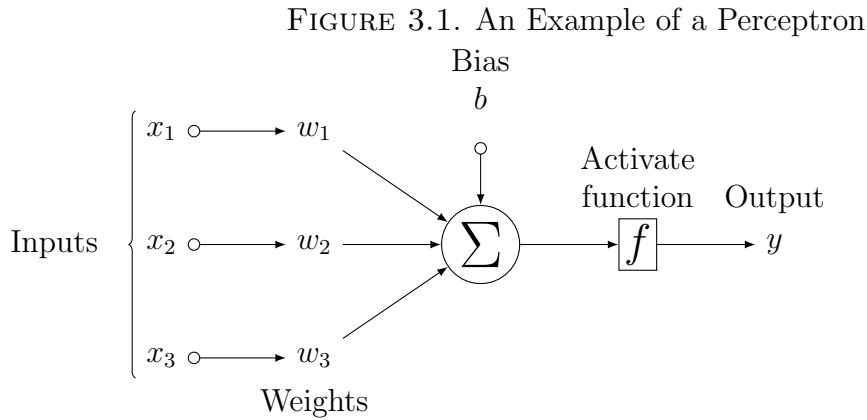 FIGURE 3.1. An Example of a Perceptron
Bias
b
x₁ w₁
Activate
function
Output
Inputs x₂ w₂ Σ f y
x₃ w₃
Weights